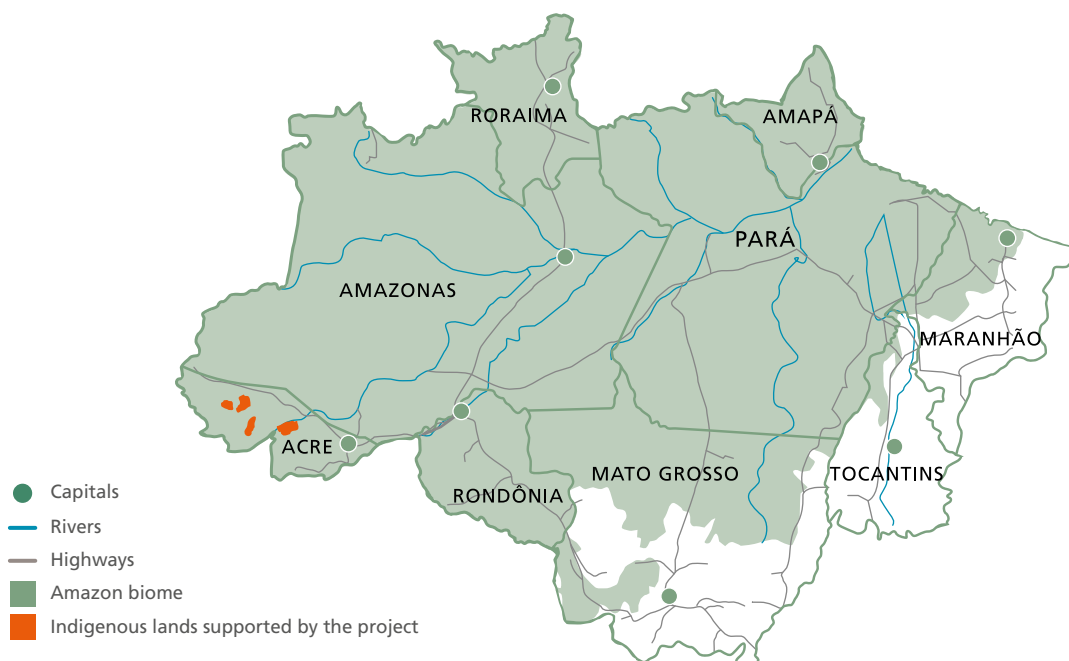 RORAIMA
AMAPÁ
PARÁ
AMAZONAS
MARANHÃO
ACRE
RONDÔNIA
MATO GROSSO
TOCANTINS
Capitals
Rivers
Highways
Amazon biome
Indigenous lands supported by the project